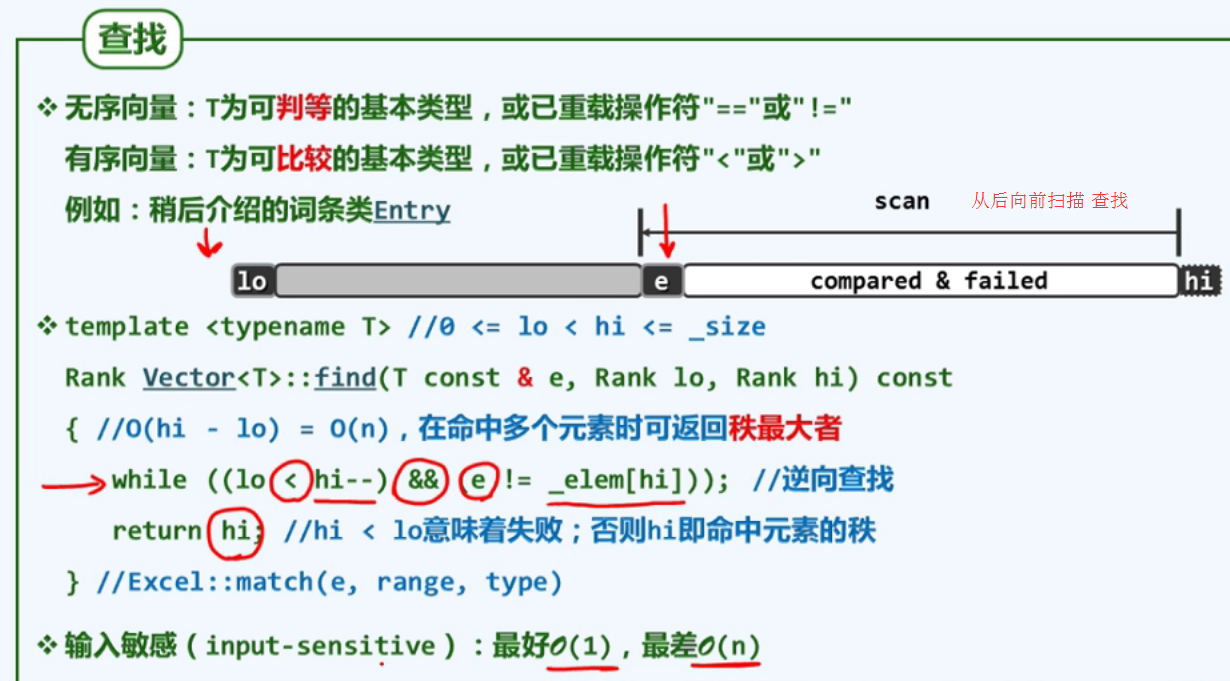 查找
❖ 无序向量：T为可判等的基本类型，或已重载操作符"=="或"!="
有序向量：T为可比较的基本类型，或已重载操作符"<"或">"
例如：稍后介绍的词条类Entry
scan 从后向前扫描 查找
lo e compared & failed hi
❖ template <typename T> //0 <= lo < hi <= _size
Rank Vector<T>::find(T const & e, Rank lo, Rank hi) const
{ //O(hi - lo) = O(n)，在命中多个元素时可返回秩最大者
while ((lo < hi--) && (e != _elem[hi])); //逆向查找
return hi; //hi < lo意味着失败；否则hi即命中元素的秩
} //Excel::match(e, range, type)
❖ 输入敏感（input-sensitive）：最好O(1)，最差O(n)